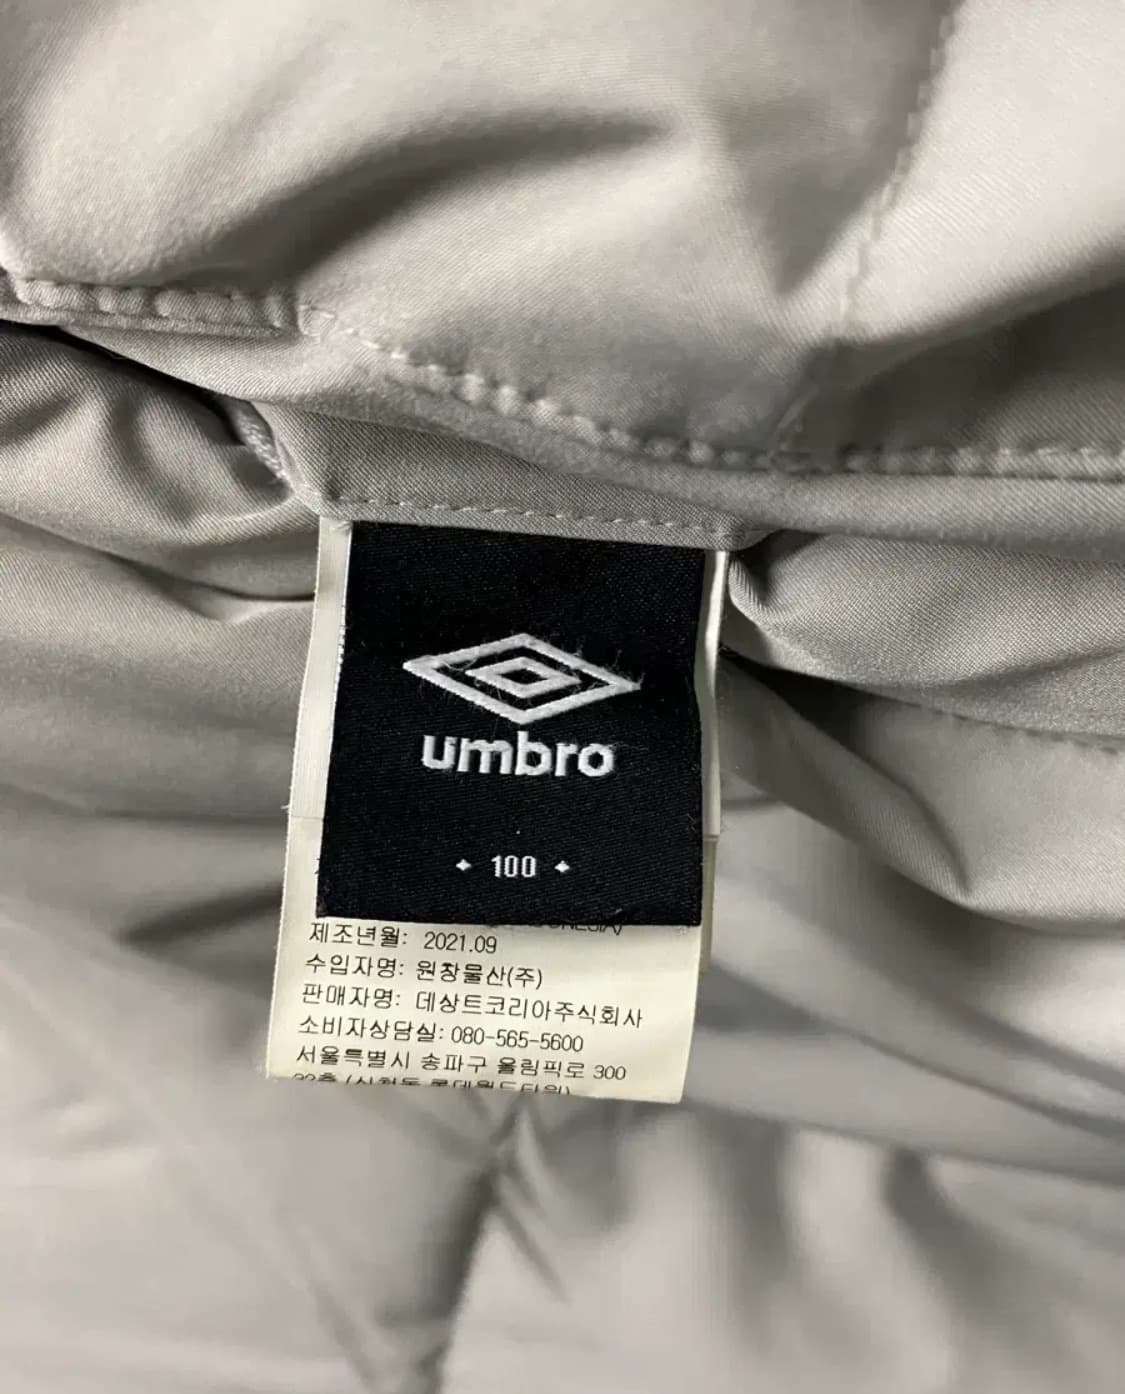 umbro
100
제조년월: 2021.09
수입자명: 원창물산(주)
판매자명: 데상트코리아주식회사
소비자상담실: 080-565-5600
서울특별시 송파구 올림픽로 300